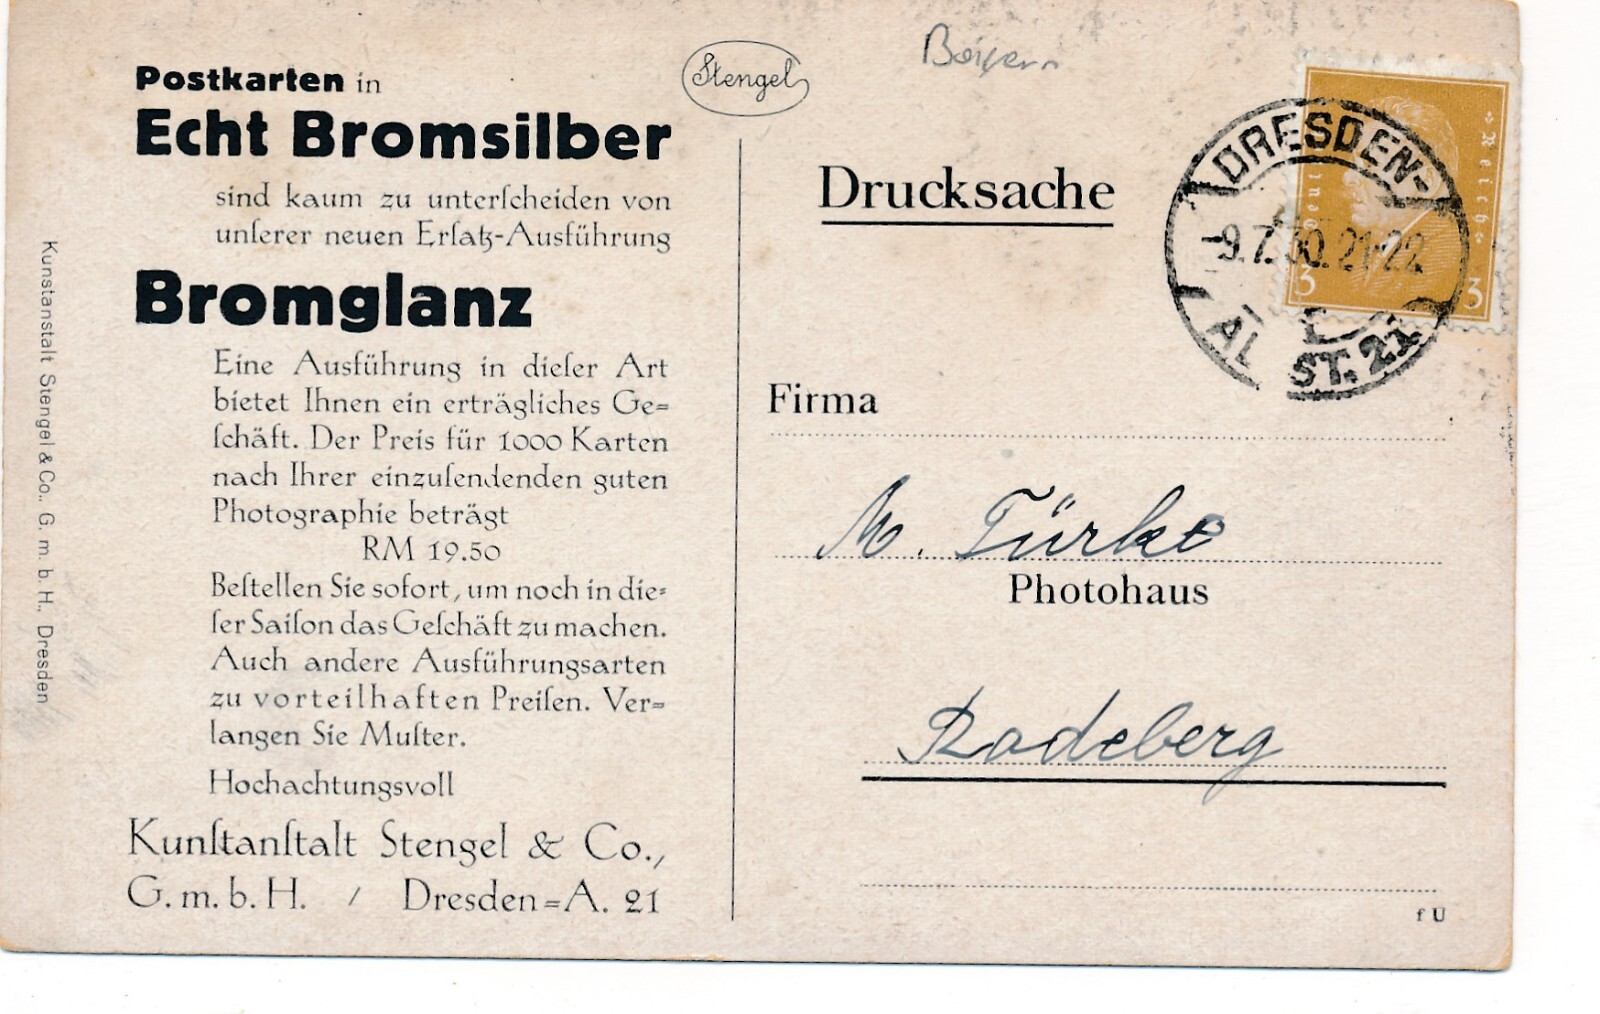 Postkarten in
Echt Bromsilber
sind kaum zu unterſcheiden von
unſerer neuen Erſatz-Ausführung
Bromglanz
Eine Ausführung in dieſer Art
bietet Ihnen ein erträgliches Ge=
ſchäft. Der Preis für 1000 Karten
nach Ihrer einzuſendenden guten
Photographie beträgt
RM 19.50
Beſtellen Sie sofort, um noch in die=
ſer Saiſon das Geſchäft zu machen.
Auch andere Ausführungsarten
zu vorteilhaften Preiſen. Ver=
langen Sie Muſter.
Hochachtungsvoll
Kunſtanſtalt Stengel & Co.,
G. m. b. H. / Dresden=A. 21
Kunstanstalt Stengel & Co., G. m. b. H., Dresden
Stengel
Bayern
Drucksache
DRESDEN-
-9.7.30.21-22
AL ST. 21
Reich
3 3
Firma
M. Türke
Photohaus
Radeberg
f U